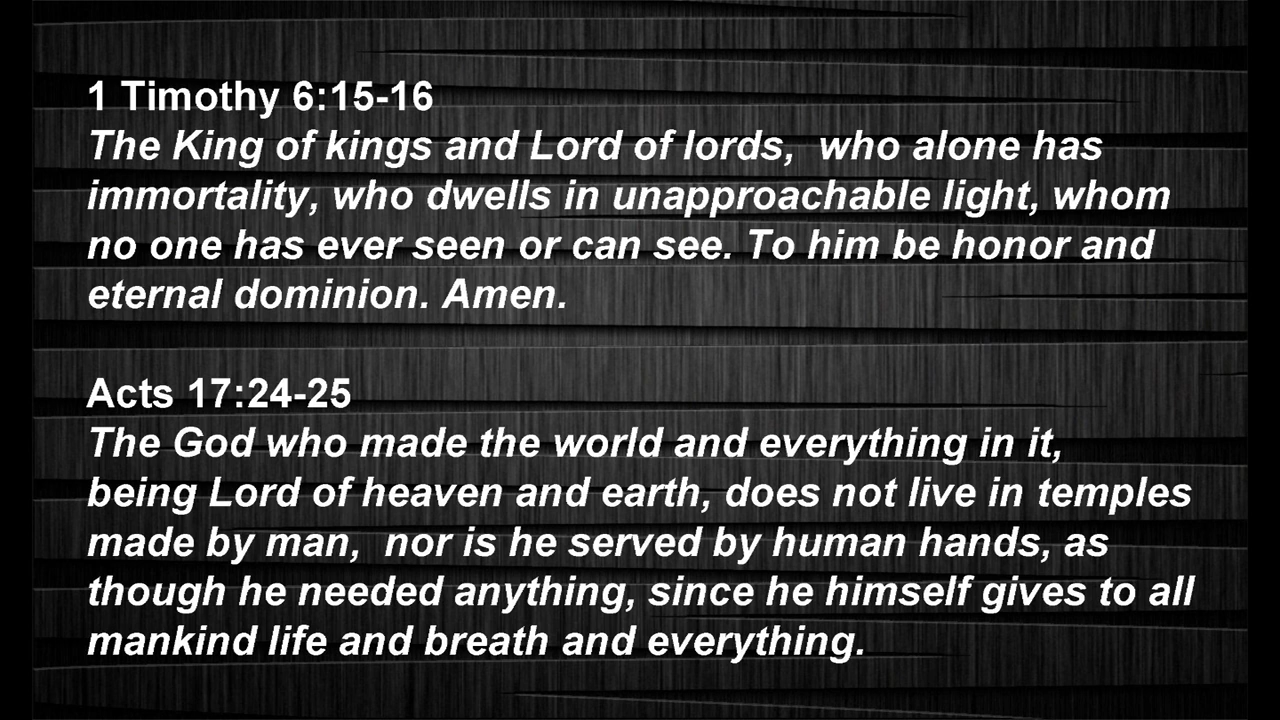 1 Timothy 6:15-16
The King of kings and Lord of lords,  who alone has
immortality, who dwells in unapproachable light, whom
no one has ever seen or can see. To him be honor and
eternal dominion. Amen.
Acts 17:24-25
The God who made the world and everything in it,
being Lord of heaven and earth, does not live in temples
made by man,  nor is he served by human hands, as
though he needed anything, since he himself gives to all
mankind life and breath and everything.